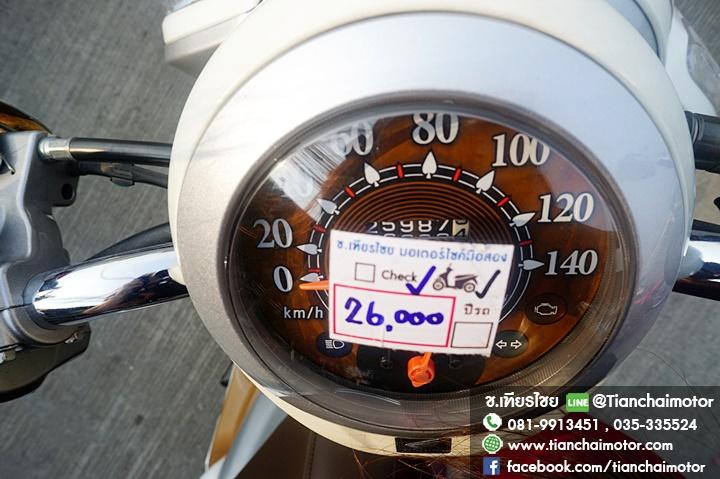 60
80
100
20
120
0
140
km/h
ช.เทียรไชย มอเตอร์ไซค์มือสอง
Check
26,000
ปีรถ
ช.เทียรไชย LINE @Tianchaimotor
081-9913451 , 035-335524
www.tianchaimotor.com
facebook.com/tianchaimotor